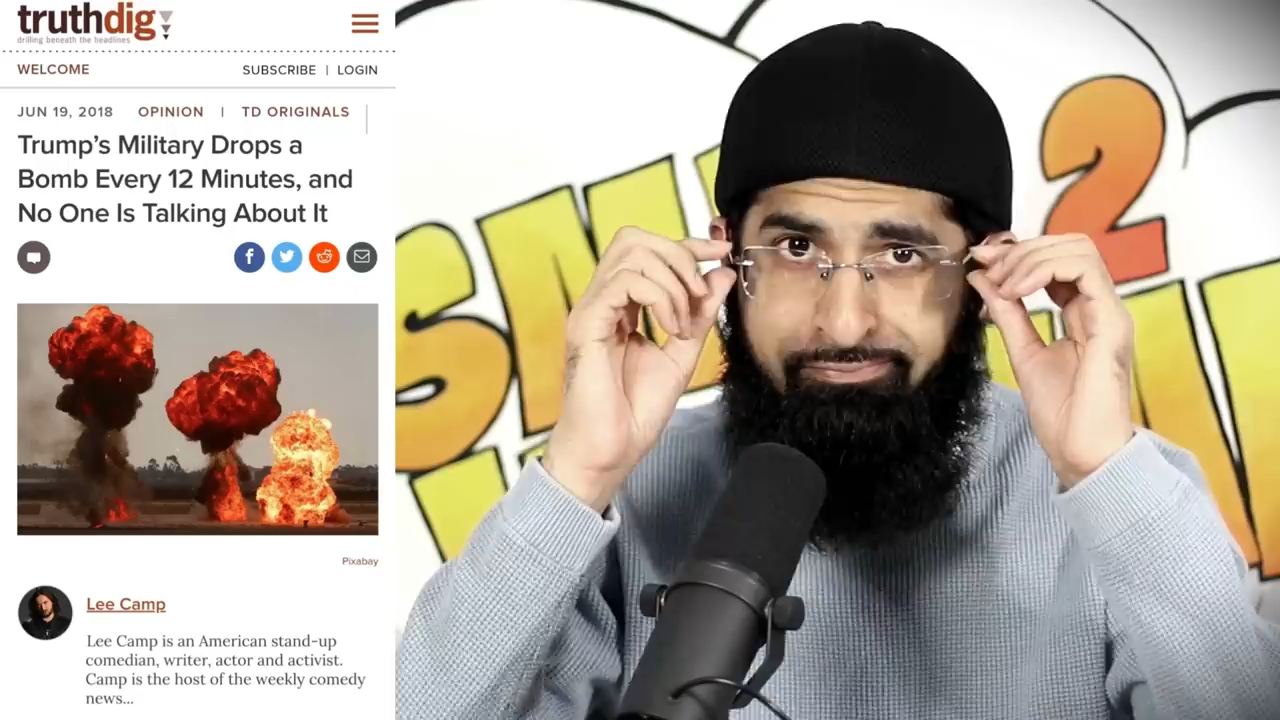 truthdig
drilling beneath the headlines
WELCOME
SUBSCRIBE | LOGIN
JUN 19, 2018 OPINION | TD ORIGINALS
Trump's Military Drops a
Bomb Every 12 Minutes, and
No One Is Talking About It
Pixabay
Lee Camp
Lee Camp is an American stand-up
comedian, writer, actor and activist.
Camp is the host of the weekly comedy
news...
2